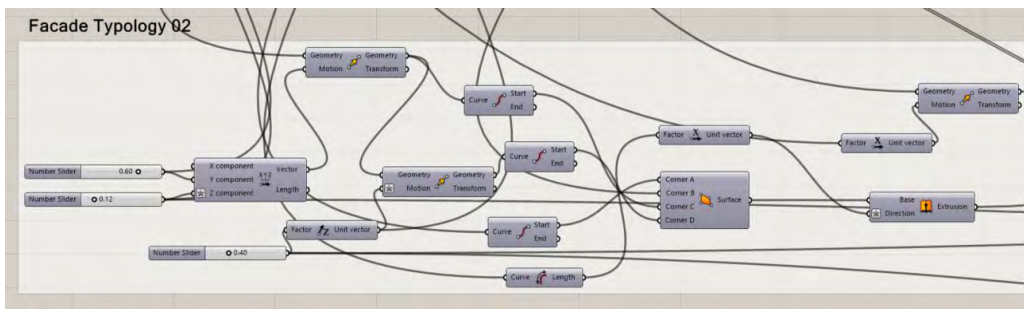 Facade Typology 02
Geometry Geometry
Motion Transform
Curve Start
End
Geometry Geometry
Motion Transform
Factor X Unit vector
Factor X Unit vector
Curve Start
End
Number Slider 0.60
X component Vector
Y component XYZ
Z component Length
Geometry Geometry
Motion Transform
Corner A
Corner B Surface
Corner C
Corner D
Number Slider 0.12
Base Extrusion
Direction
Factor Z Unit vector
Curve Start
End
Number Slider 0.40
Curve Length